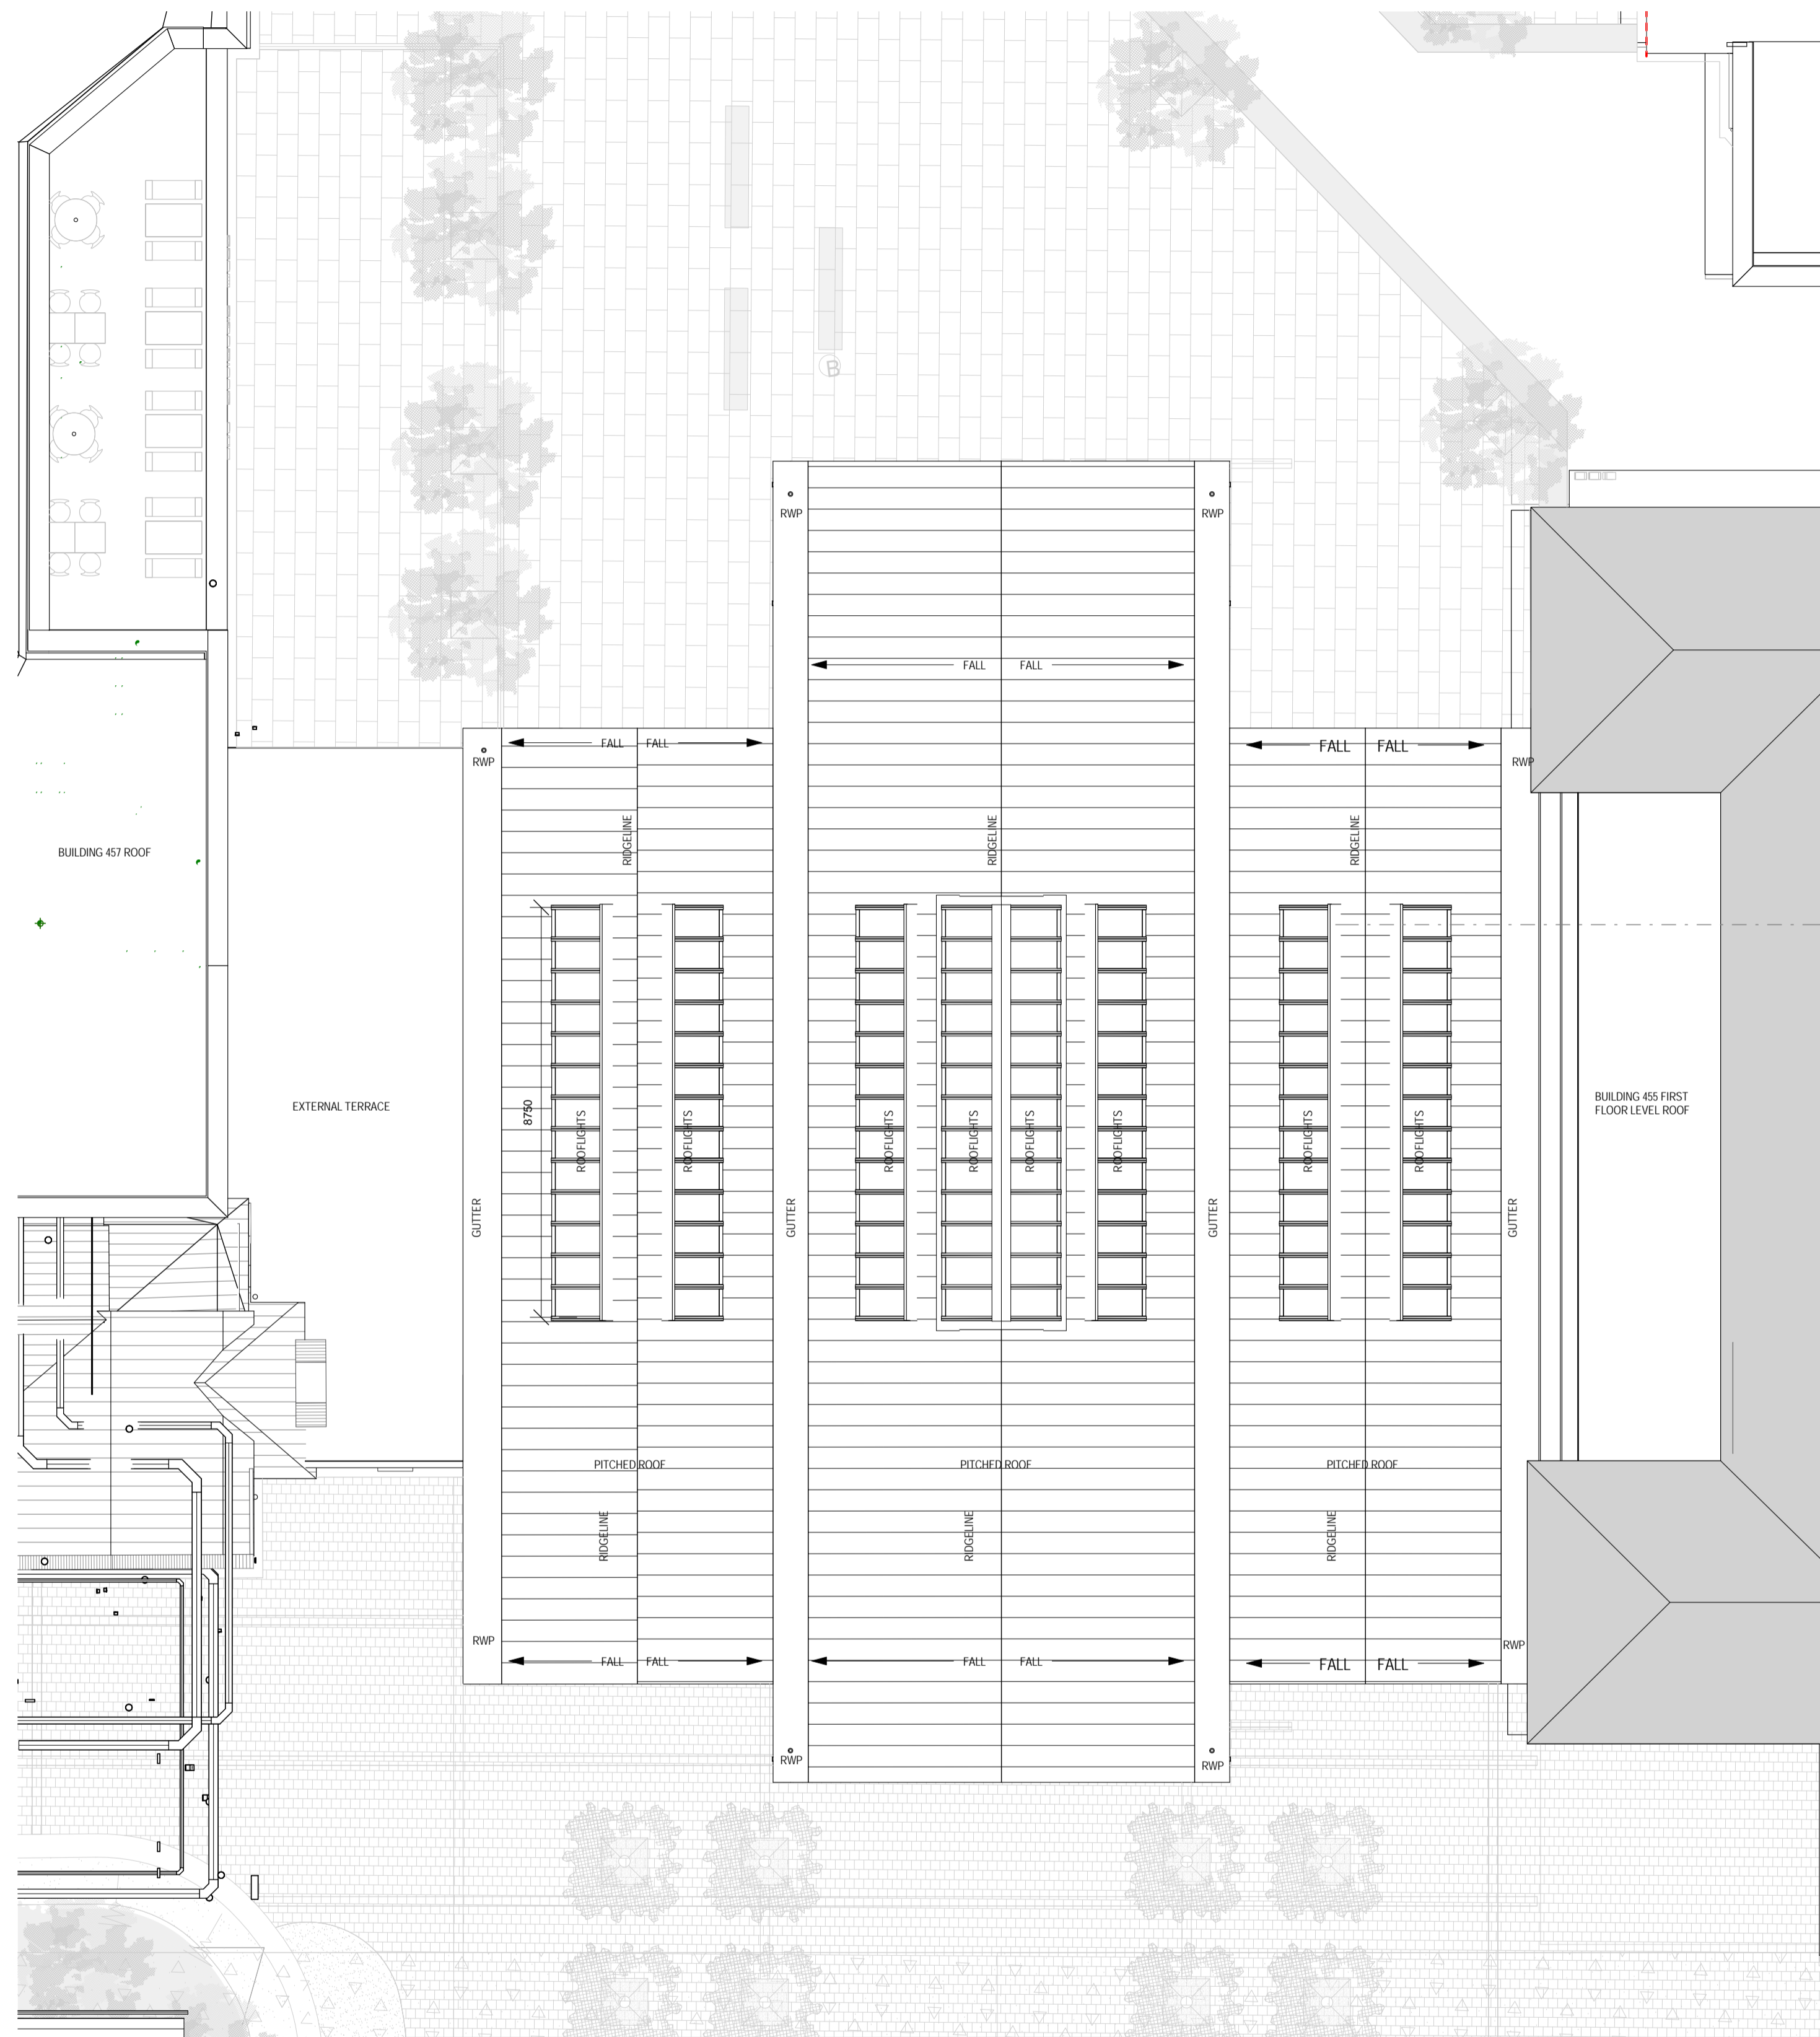 B
RWP
RWP
FALL FALL
FALL FALL
FALL FALL
RWP
RWP
RIDGELINE
RIDGELINE
RIDGELINE
BUILDING 457 ROOF
EXTERNAL TERRACE
8750
ROOFLIGHTS
ROOFLIGHTS
ROOFLIGHTS
ROOFLIGHTS
ROOFLIGHTS
ROOFLIGHTS
ROOFLIGHTS
ROOFLIGHTS
BUILDING 455 FIRST
FLOOR LEVEL ROOF
GUTTER
GUTTER
GUTTER
GUTTER
PITCHED ROOF
PITCHED ROOF
PITCHED ROOF
RIDGELINE
RIDGELINE
RIDGELINE
RWP
RWP
FALL FALL
FALL FALL
FALL FALL
RWP
RWP